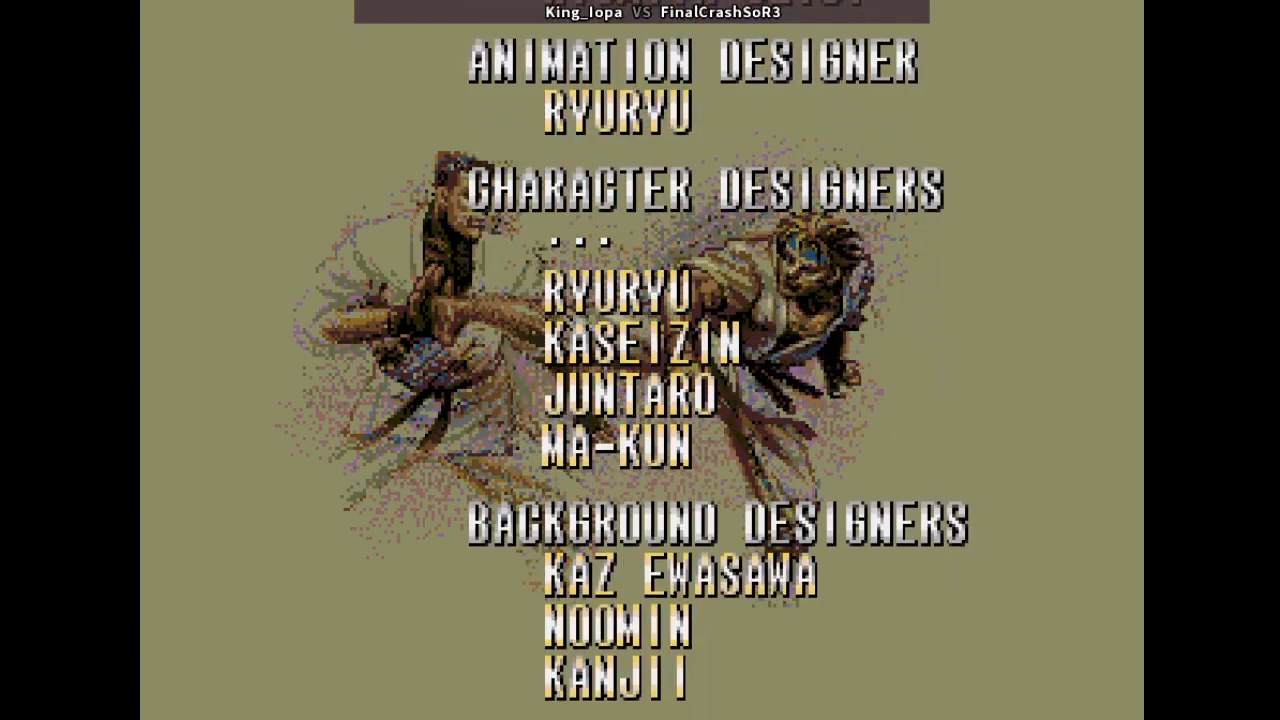 King_Iopa VS FinalCrashSoR3
ANIMATION DESIGNER
RYURYU
CHARACTER DESIGNERS
...
RYURYU
KASEIZIN
JUNTARO
MA-KUN
BACKGROUND DESIGNERS
KAZ EWASAWA
NOOMIN
KANJII